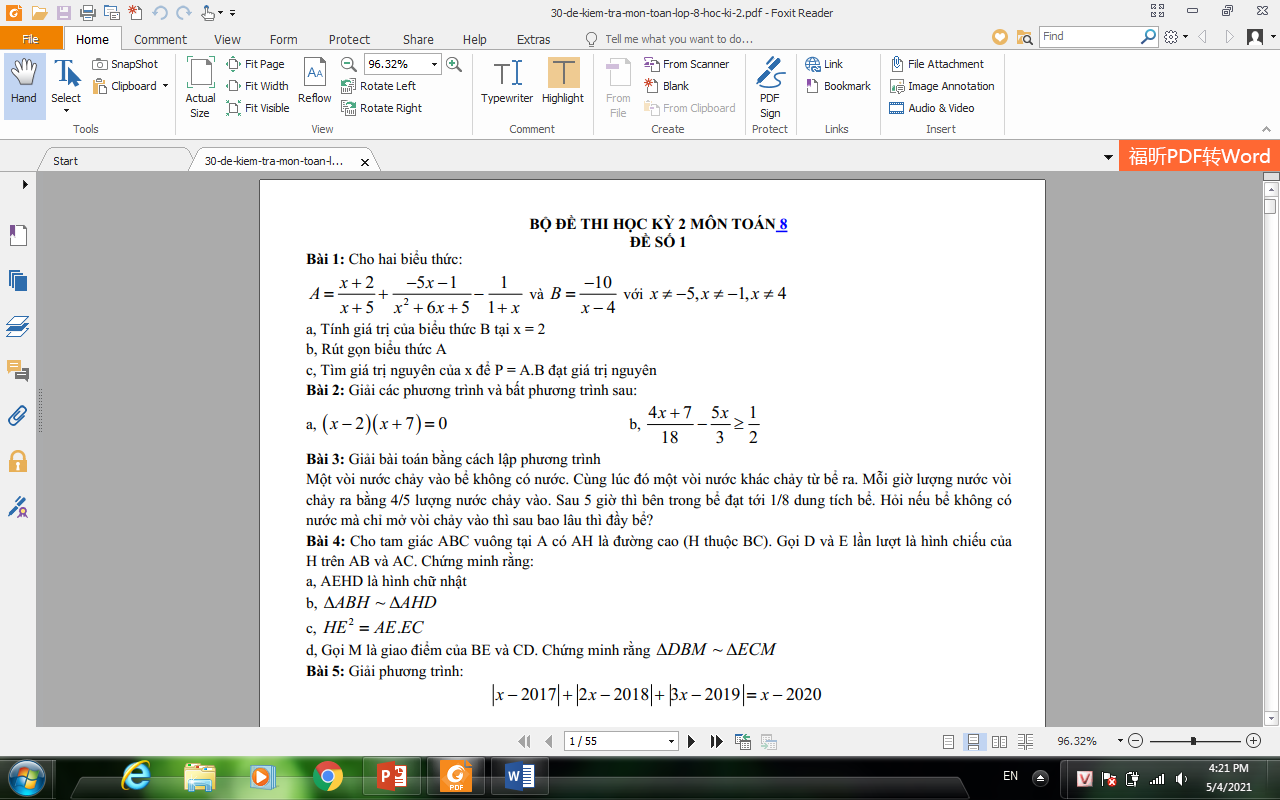 30-de-kiem-tra-mon-toan-lop-8-hoc-ki-2.pdf - Foxit Reader
File Home Comment View Form Protect Share Help Extras Tell me what you want to do… Find
Hand
Select
SnapShot
Clipboard
Tools
Actual Size
Fit Page
Fit Width
Fit Visible
Reflow
96.32%
Rotate Left
Rotate Right
View
Typewriter
Highlight
Comment
From File
From Scanner
Blank
From Clipboard
Create
PDF Sign
Protect
Link
Bookmark
Links
File Attachment
Image Annotation
Audio & Video
Insert
Start
30-de-kiem-tra-mon-toan-l...
福昕PDF转Word
BỘ ĐỀ THI HỌC KỲ 2 MÔN TOÁN 8
ĐỀ SỐ 1
Bài 1: Cho hai biểu thức:
A = (x + 2)/(x + 5) + (−5x − 1)/(x² + 6x + 5) − 1/(1 + x) và B = −10/(x − 4) với x ≠ −5, x ≠ −1, x ≠ 4
a, Tính giá trị của biểu thức B tại x = 2
b, Rút gọn biểu thức A
c, Tìm giá trị nguyên của x để P = A.B đạt giá trị nguyên
Bài 2: Giải các phương trình và bất phương trình sau:
a, (x − 2)(x + 7) = 0 b, (4x + 7)/18 − 5x/3 ≥ 1/2
Bài 3: Giải bài toán bằng cách lập phương trình
Một vòi nước chảy vào bể không có nước. Cùng lúc đó một vòi nước khác chảy từ bể ra. Mỗi giờ lượng nước vòi
chảy ra bằng 4/5 lượng nước chảy vào. Sau 5 giờ thì bên trong bể đạt tới 1/8 dung tích bể. Hỏi nếu bể không có
nước mà chỉ mở vòi chảy vào thì sau bao lâu thì đầy bể?
Bài 4: Cho tam giác ABC vuông tại A có AH là đường cao (H thuộc BC). Gọi D và E lần lượt là hình chiếu của
H trên AB và AC. Chứng minh rằng:
a, AEHD là hình chữ nhật
b, ΔABH ~ ΔAHD
c, HE² = AE.EC
d, Gọi M là giao điểm của BE và CD. Chứng minh rằng ΔDBM ~ ΔECM
Bài 5: Giải phương trình:
|x − 2017| + |2x − 2018| + |3x − 2019| = x − 2020
1 / 55
96.32%
EN
4:21 PM
5/4/2021